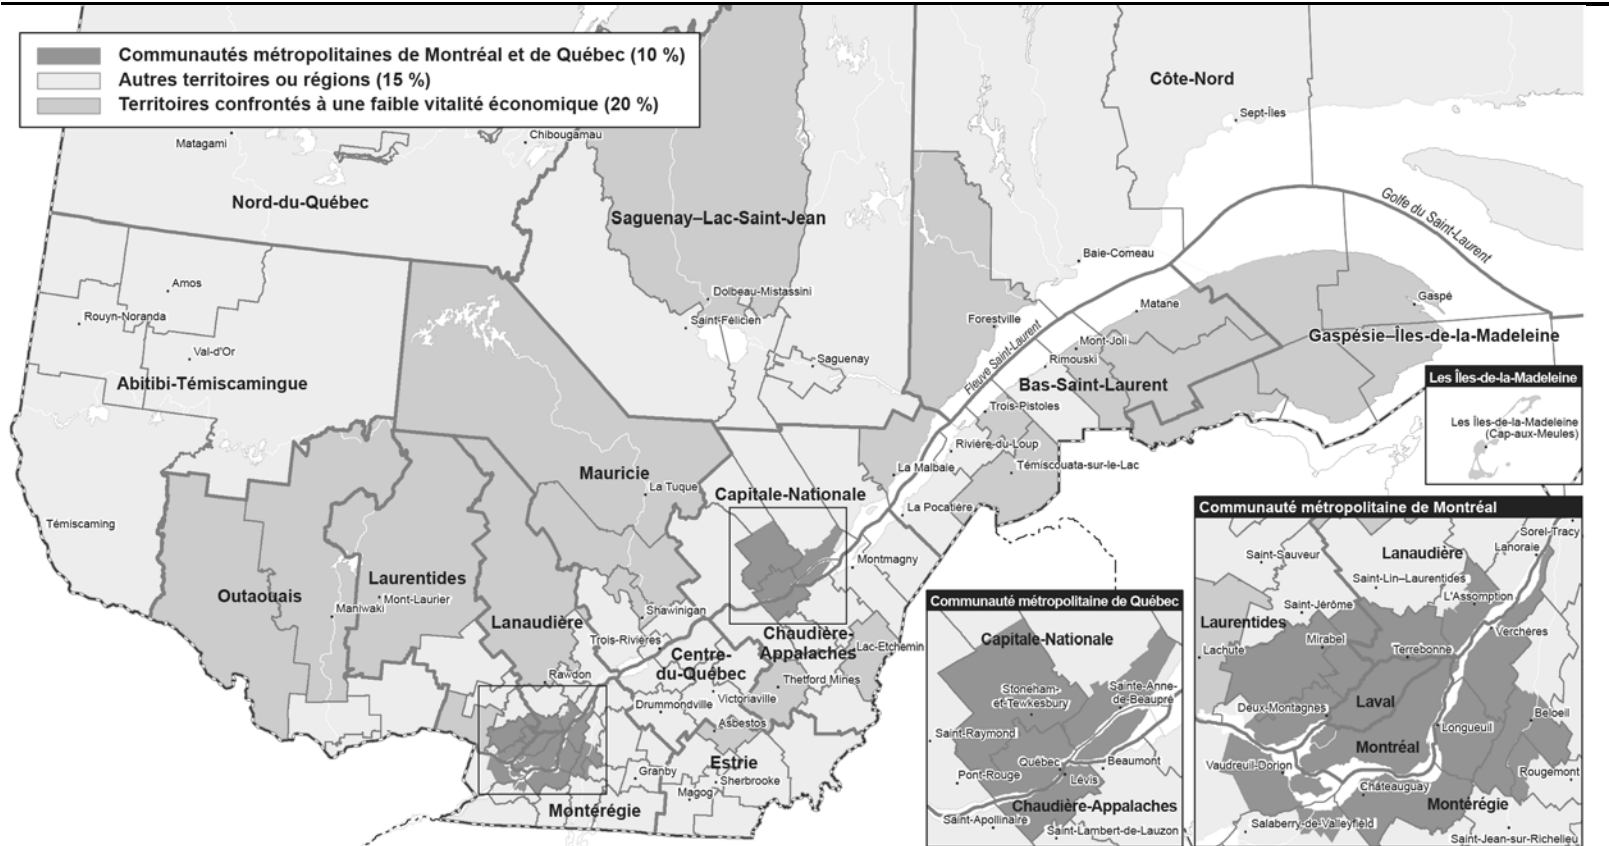 Communautés métropolitaines de Montréal et de Québec (10 %)
Autres territoires ou régions (15 %)
Territoires confrontés à une faible vitalité économique (20 %)
Côte-Nord
Sept-Îles
Matagami
Chibougamau
Nord-du-Québec
Saguenay–Lac-Saint-Jean
Golfe du Saint-Laurent
Baie-Comeau
Amos
Dolbeau-Mistassini
Matane
Gaspé
Rouyn-Noranda
Saint-Félicien
Forestville
Fleuve Saint-Laurent
Mont-Joli
Gaspésie–Îles-de-la-Madeleine
Val-d'Or
Saguenay
Rimouski
Abitibi-Témiscamingue
Bas-Saint-Laurent
Les Îles-de-la-Madeleine
Trois-Pistoles
Les Îles-de-la-Madeleine
(Cap-aux-Meules)
Rivière-du-Loup
Mauricie
La Malbaie
Témiscouata-sur-le-Lac
La Tuque
Capitale-Nationale
La Pocatière
Témiscaming
Montmagny
Outaouais
Laurentides
Mont-Laurier
Maniwaki
Lanaudière
Shawinigan
Trois-Rivières
Chaudière-
Appalaches
Lac-Etchemin
Centre-
du-Québec
Rawdon
Thetford Mines
Victoriaville
Drummondville
Asbestos
Estrie
Granby
Sherbrooke
Magog
Montérégie
Communauté métropolitaine de Québec
Capitale-Nationale
Stoneham-
et-Tewkesbury
Sainte-Anne-
de-Beaupré
Saint-Raymond
Québec
Beaumont
Pont-Rouge
Lévis
Chaudière-Appalaches
Saint-Apollinaire
Saint-Lambert-de-Lauzon
Communauté métropolitaine de Montréal
Sorel-Tracy
Lanoraie
Saint-Sauveur
Lanaudière
Saint-Lin–Laurentides
L'Assomption
Saint-Jérôme
Laurentides
Verchères
Mirabel
Lachute
Terrebonne
Laval
Deux-Montagnes
Beloeil
Longueuil
Montréal
Vaudreuil-Dorion
Rougemont
Châteauguay
Montérégie
Salaberry-de-Valleyfield
Saint-Jean-sur-Richelieu